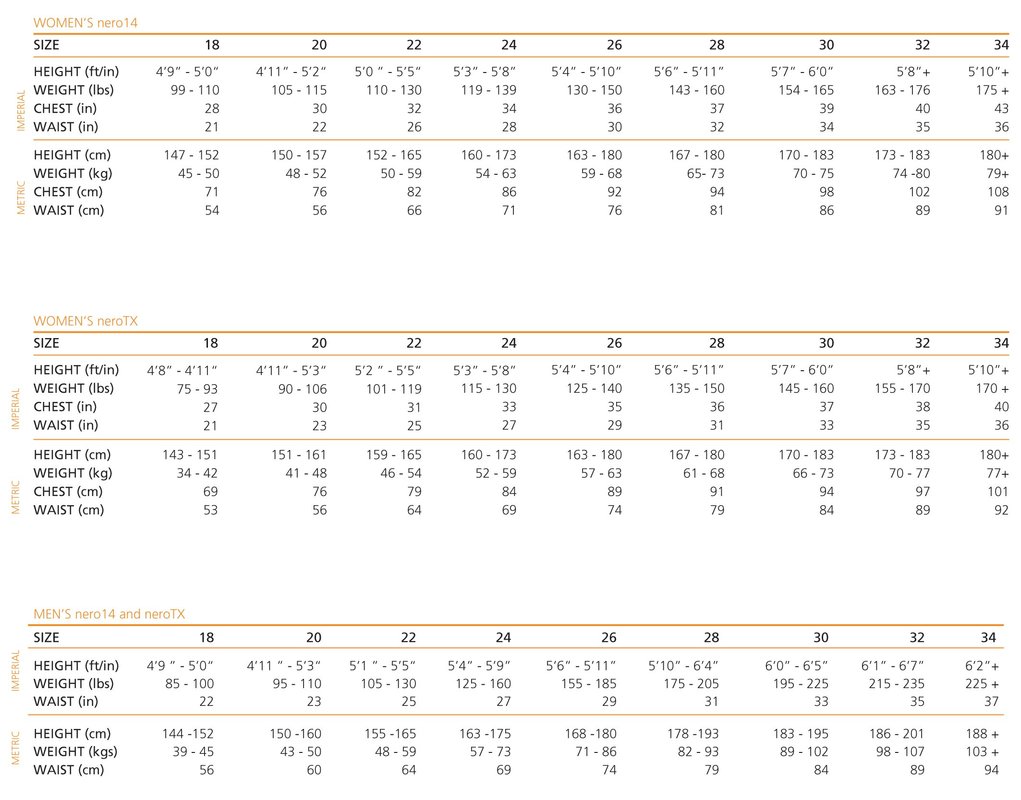 WOMEN'S nero14
SIZE 18 20 22 24 26 28 30 32 34
IMPERIAL
HEIGHT (ft/in) 4’9” - 5’0“ 4’11” - 5’2“ 5’0 ” - 5’5“ 5’3” - 5’8” 5’4” - 5’10” 5’6” - 5’11” 5’7” - 6’0” 5’8”+ 5’10”+
WEIGHT (lbs) 99 - 110 105 - 115 110 - 130 119 - 139 130 - 150 143 - 160 154 - 165 163 - 176 175 +
CHEST (in) 28 30 32 34 36 37 39 40 43
WAIST (in) 21 22 26 28 30 32 34 35 36
METRIC
HEIGHT (cm) 147 - 152 150 - 157 152 - 165 160 - 173 163 - 180 167 - 180 170 - 183 173 - 183 180+
WEIGHT (kg) 45 - 50 48 - 52 50 - 59 54 - 63 59 - 68 65- 73 70 - 75 74 -80 79+
CHEST (cm) 71 76 82 86 92 94 98 102 108
WAIST (cm) 54 56 66 71 76 81 86 89 91
WOMEN'S neroTX
SIZE 18 20 22 24 26 28 30 32 34
IMPERIAL
HEIGHT (ft/in) 4’8” - 4’11“ 4’11” - 5’3“ 5’2 ” - 5’5“ 5’3” - 5’8” 5’4” - 5’10” 5’6” - 5’11” 5’7” - 6’0” 5’8”+ 5’10”+
WEIGHT (lbs) 75 - 93 90 - 106 101 - 119 115 - 130 125 - 140 135 - 150 145 - 160 155 - 170 170 +
CHEST (in) 27 30 31 33 35 36 37 38 40
WAIST (in) 21 23 25 27 29 31 33 35 36
METRIC
HEIGHT (cm) 143 - 151 151 - 161 159 - 165 160 - 173 163 - 180 167 - 180 170 - 183 173 - 183 180+
WEIGHT (kg) 34 - 42 41 - 48 46 - 54 52 - 59 57 - 63 61 - 68 66 - 73 70 - 77 77+
CHEST (cm) 69 76 79 84 89 91 94 97 101
WAIST (cm) 53 56 64 69 74 79 84 89 92
MEN'S nero14 and neroTX
SIZE 18 20 22 24 26 28 30 32 34
IMPERIAL
HEIGHT (ft/in) 4’9 ” - 5’0“ 4’11 ” - 5’3“ 5’1 ” - 5’5“ 5’4” - 5’9” 5’6” - 5’11” 5’10” - 6’4” 6’0” - 6’5” 6’1” - 6’7” 6’2”+
WEIGHT (lbs) 85 - 100 95 - 110 105 - 130 125 - 160 155 - 185 175 - 205 195 - 225 215 - 235 225 +
WAIST (in) 22 23 25 27 29 31 33 35 37
METRIC
HEIGHT (cm) 144 -152 150 -160 155 -165 163 -175 168 -180 178 -193 183 - 195 186 - 201 188 +
WEIGHT (kgs) 39 - 45 43 - 50 48 - 59 57 - 73 71 - 86 82 - 93 89 - 102 98 - 107 103 +
WAIST (cm) 56 60 64 69 74 79 84 89 94